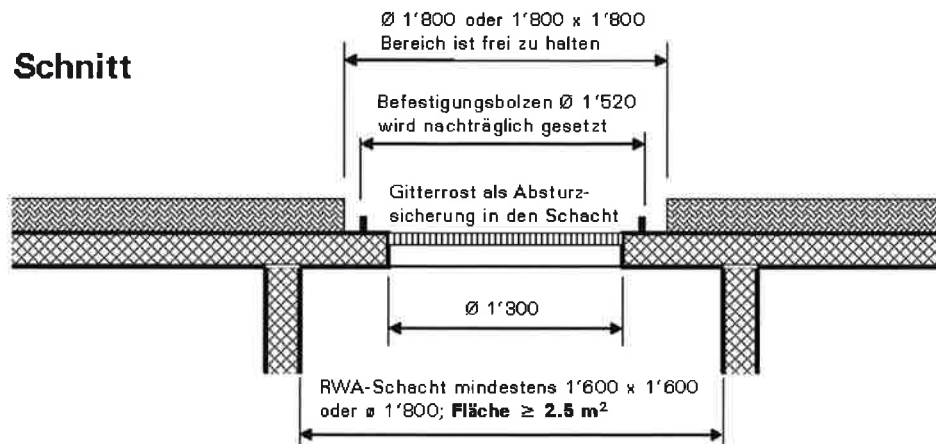 Ø 1'800 oder 1'800 x 1'800
Bereich ist frei zu halten
Schnitt
Befestigungsbolzen Ø 1'520
wird nachträglich gesetzt
Gitterrost als Absturz-
sicherung in den Schacht
Ø 1'300
RWA-Schacht mindestens 1'600 x 1'600
oder ø 1'800; Fläche ≥ 2.5 m²